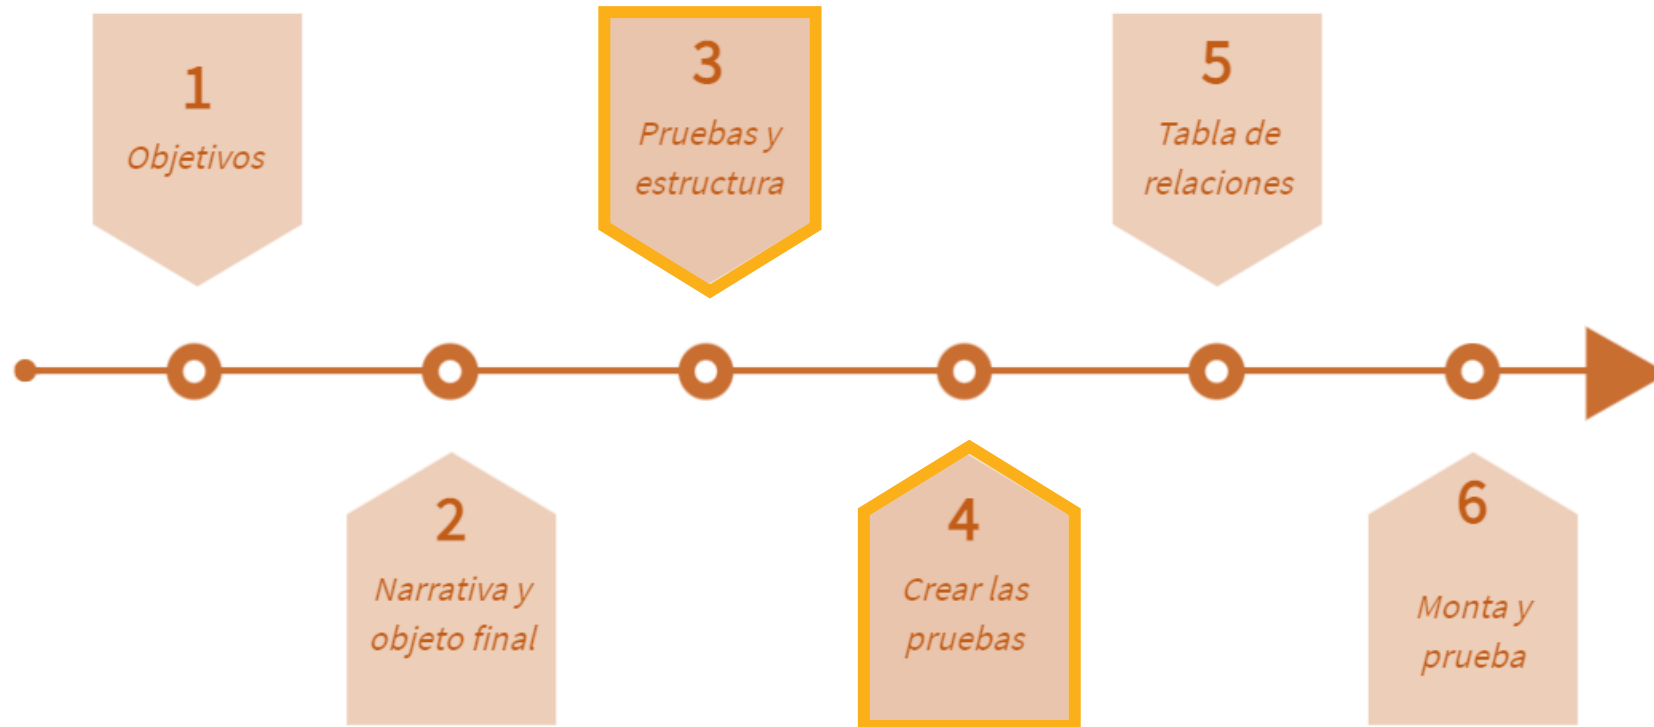 1
Objetivos
2
Narrativa y
objeto final
3
Pruebas y
estructura
4
Crear las
pruebas
5
Tabla de
relaciones
6
Monta y
prueba